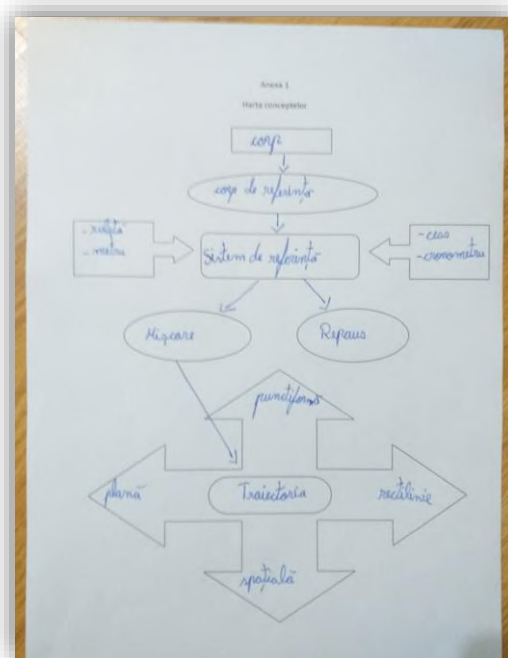 Anexa 1
Harta conceptelor
corp
corp de referință
- riglă
- metru
Sistem de referință
- ceas
- cronometru
Mișcare
Repaus
punctiformă
plană
Traiectoria
rectilinie
spațială